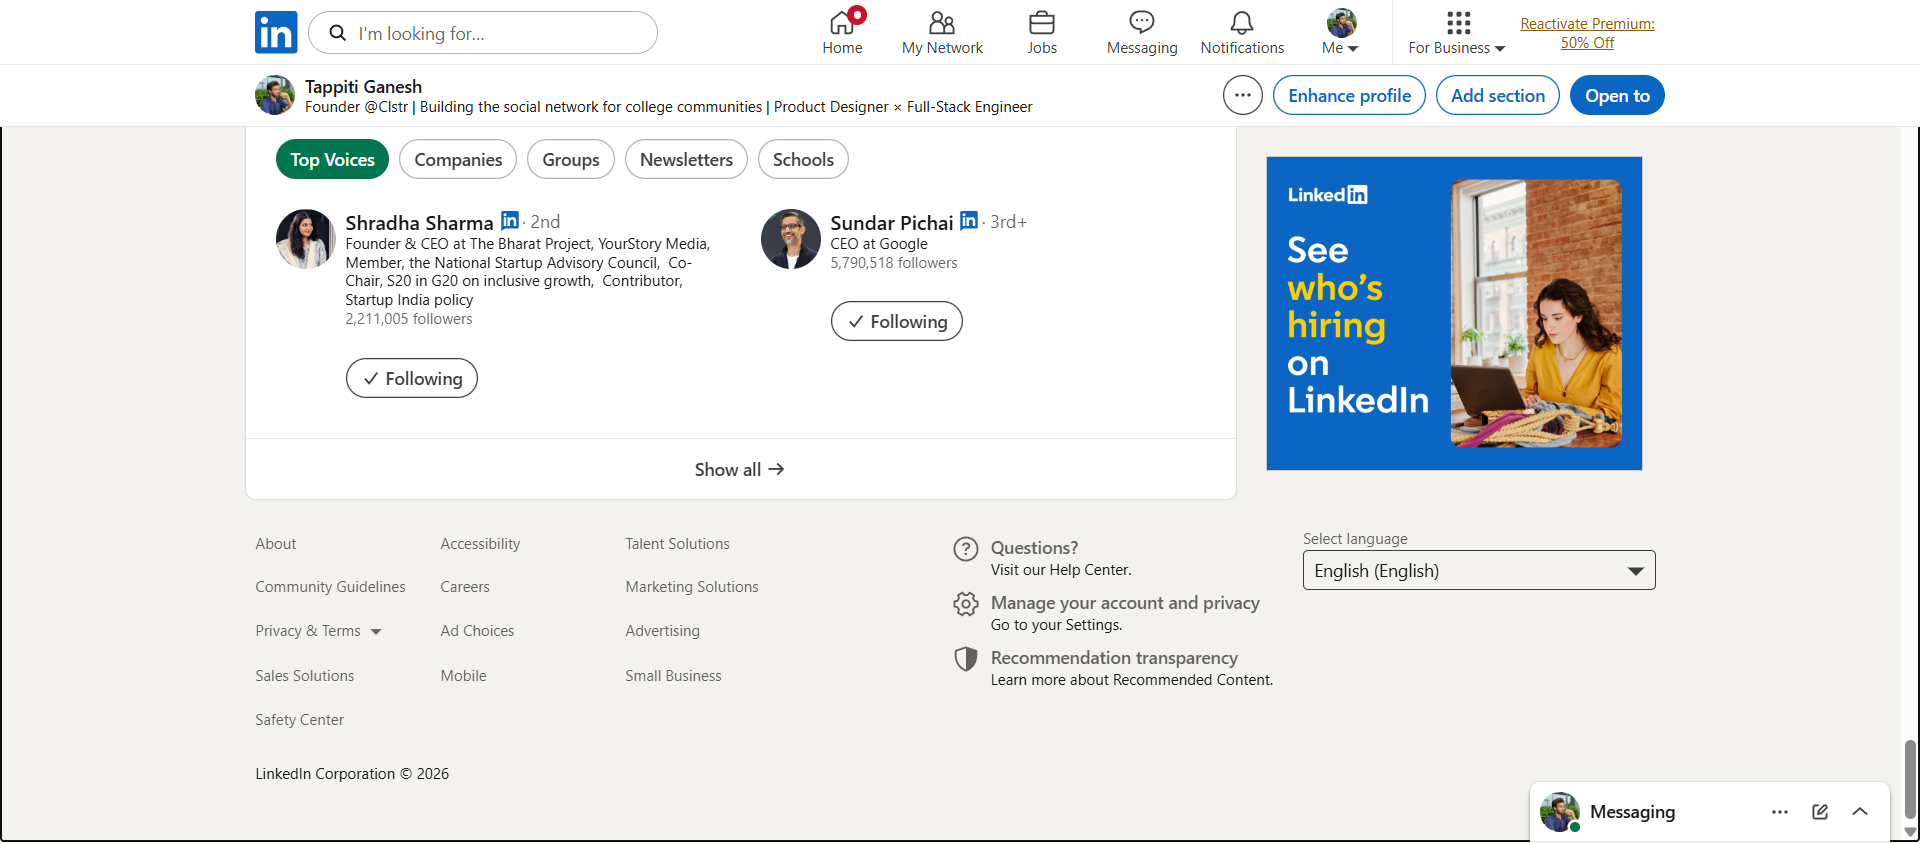 in
I'm looking for...
Home
My Network
Jobs
Messaging
Notifications
Me
For Business
Reactivate Premium:
50% Off
Tappiti Ganesh
Founder @Clstr | Building the social network for college communities | Product Designer × Full-Stack Engineer
Enhance profile
Add section
Open to
Top Voices
Companies
Groups
Newsletters
Schools
Shradha Sharma in · 2nd
Founder & CEO at The Bharat Project, YourStory Media,
Member, the National Startup Advisory Council, Co-
Chair, S20 in G20 on inclusive growth, Contributor,
Startup India policy
2,211,005 followers
Following
Sundar Pichai in · 3rd+
CEO at Google
5,790,518 followers
Following
Show all →
LinkedIn
See
who's
hiring
on
LinkedIn
About
Accessibility
Talent Solutions
Community Guidelines
Careers
Marketing Solutions
Privacy & Terms
Ad Choices
Advertising
Sales Solutions
Mobile
Small Business
Safety Center
Questions?
Visit our Help Center.
Manage your account and privacy
Go to your Settings.
Recommendation transparency
Learn more about Recommended Content.
Select language
English (English)
LinkedIn Corporation © 2026
Messaging